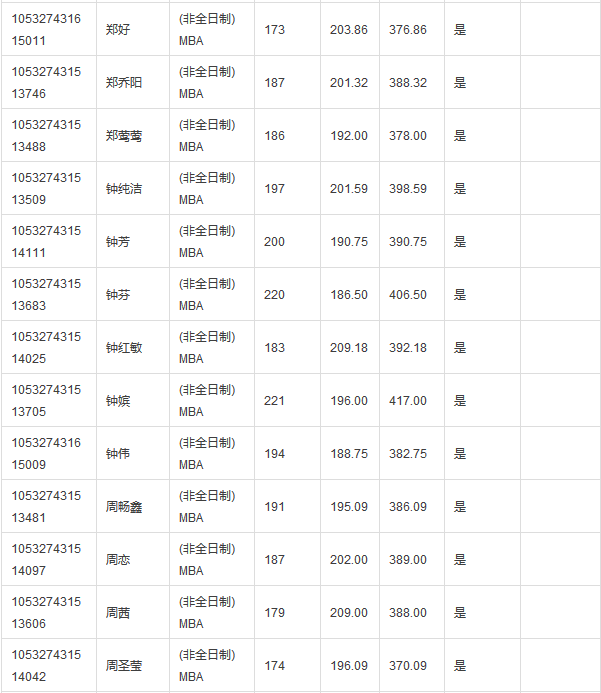 1053274316 (非全日制)
郑好 173 203.86 376.86 是
15011 MBA
1053274315 (非全日制)
郑乔阳 187 201.32 388.32 是
13746 MBA
1053274315 (非全日制)
郑莺莺 186 192.00 378.00 是
13488 MBA
1053274315 (非全日制)
钟纯洁 197 201.59 398.59 是
13509 MBA
1053274315 (非全日制)
钟芳 200 190.75 390.75 是
14111 MBA
1053274315 (非全日制)
钟芬 220 186.50 406.50 是
13683 MBA
1053274315 (非全日制)
钟红敏 183 209.18 392.18 是
14025 MBA
1053274315 (非全日制)
钟嫔 221 196.00 417.00 是
13705 MBA
1053274316 (非全日制)
钟伟 194 188.75 382.75 是
15009 MBA
1053274315 (非全日制)
周畅鑫 191 195.09 386.09 是
13481 MBA
1053274315 (非全日制)
周恋 187 202.00 389.00 是
14097 MBA
1053274315 (非全日制)
周茜 179 209.00 388.00 是
13606 MBA
1053274315 (非全日制)
周圣莹 174 196.09 370.09 是
14042 MBA